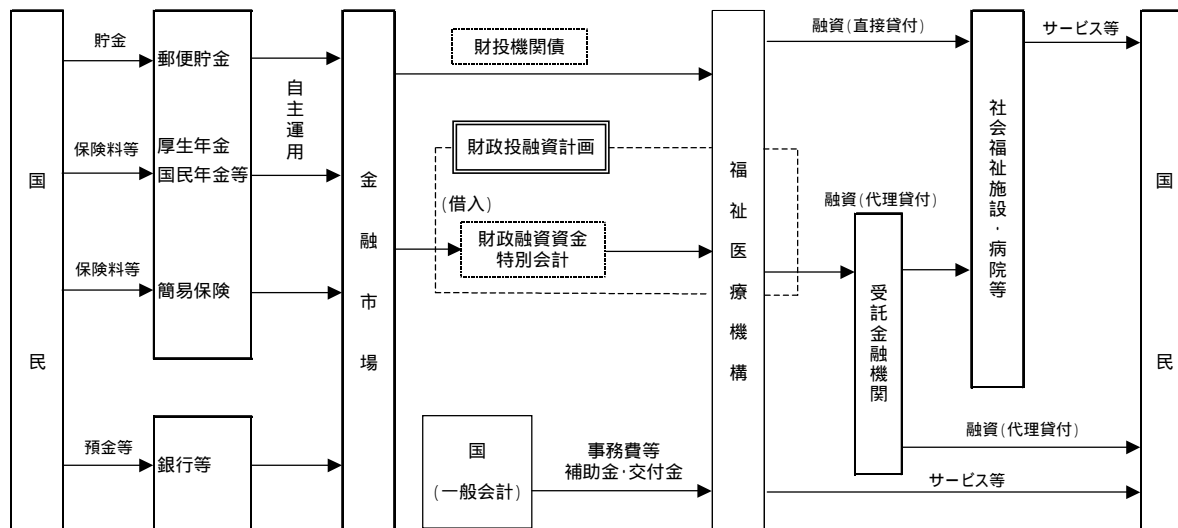 国民
貯金
保険料等
保険料等
預金等
郵便貯金
厚生年金
国民年金等
簡易保険
銀行等
自主運用
金融市場
財投機関債
財政投融資計画
(借入)
財政融資資金
特別会計
国
(一般会計)
事務費等
補助金・交付金
福祉医療機構
融資(直接貸付)
融資(代理貸付)
受託金融機関
社会福祉施設・病院等
サービス等
融資(代理貸付)
サービス等
国民